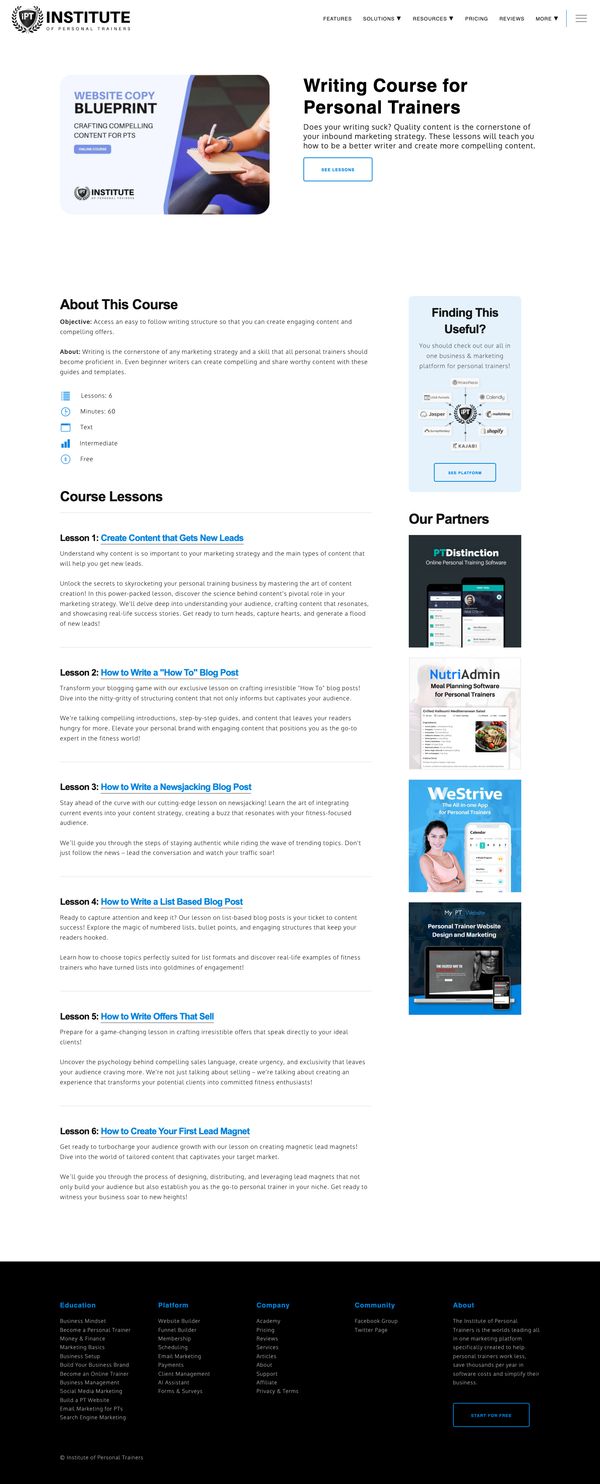 IPT INSTITUTE
OF PERSONAL TRAINERS
FEATURES SOLUTIONS ▼ RESOURCES ▼ PRICING REVIEWS MORE ▼
WEBSITE COPY
BLUEPRINT
CRAFTING COMPELLING
CONTENT FOR PTS
ONLINE COURSE
INSTITUTE
OF PERSONAL TRAINERS
Writing Course for
Personal Trainers
Does your writing suck? Quality content is the cornerstone of
your inbound marketing strategy. These lessons will teach you
how to be a better writer and create more compelling content.
SEE LESSONS
About This Course
Objective: Access an easy to follow writing structure so that you can create engaging content and
compelling offers.
About: Writing is the cornerstone of any marketing strategy and a skill that all personal trainers should
become proficient in. Even beginner writers can create compelling and share worthy content with these
guides and templates.
Lessons: 6
Minutes: 60
Text
Intermediate
Free
Course Lessons
Lesson 1: Create Content that Gets New Leads
Understand why content is so important to your marketing strategy and the main types of content that
will help you get new leads.
Unlock the secrets to skyrocketing your personal training business by mastering the art of content
creation! In this power-packed lesson, discover the science behind content's pivotal role in your
marketing strategy. We'll delve deep into understanding your audience, crafting content that resonates,
and showcasing real-life success stories. Get ready to turn heads, capture hearts, and generate a flood
of new leads!
Lesson 2: How to Write a "How To" Blog Post
Transform your blogging game with our exclusive lesson on crafting irresistible "How To" blog posts!
Dive into the nitty-gritty of structuring content that not only informs but captivates your audience.
We're talking compelling introductions, step-by-step guides, and content that leaves your readers
hungry for more. Elevate your personal brand with engaging content that positions you as the go-to
expert in the fitness world!
Lesson 3: How to Write a Newsjacking Blog Post
Stay ahead of the curve with our cutting-edge lesson on newsjacking! Learn the art of integrating
current events into your content strategy, creating a buzz that resonates with your fitness-focused
audience.
We'll guide you through the steps of staying authentic while riding the wave of trending topics. Don't
just follow the news – lead the conversation and watch your traffic soar!
Lesson 4: How to Write a List Based Blog Post
Ready to capture attention and keep it? Our lesson on list-based blog posts is your ticket to content
success! Explore the magic of numbered lists, bullet points, and engaging structures that keep your
readers hooked.
Learn how to choose topics perfectly suited for list formats and discover real-life examples of fitness
trainers who have turned lists into goldmines of engagement!
Lesson 5: How to Write Offers That Sell
Prepare for a game-changing lesson in crafting irresistible offers that speak directly to your ideal
clients!
Uncover the psychology behind compelling sales language, create urgency, and exclusivity that leaves
your audience craving more. We're not just talking about selling – we're talking about creating an
experience that transforms your potential clients into committed fitness enthusiasts!
Lesson 6: How to Create Your First Lead Magnet
Get ready to turbocharge your audience growth with our lesson on creating magnetic lead magnets!
Dive into the world of tailored content that captivates your target market.
We'll guide you through the process of designing, distributing, and leveraging lead magnets that not
only build your audience but also establish you as the go-to personal trainer in your niche. Get ready to
witness your business soar to new heights!
Finding This
Useful?
You should check out our all in
one business & marketing
platform for personal trainers!
WordPress
Calendly
Jasper
IPT
mailchimp
SurveyMonkey
shopify
KAJABI
SEE PLATFORM
Our Partners
PTDistinction
Online Personal Training Software
NutriAdmin
Meal Planning Software
for Personal Trainers
Grilled Halloumi Mediterranean Salad
WeStrive
The All in one App
for Personal Trainers
Calendar
My PT Website
Personal Trainer Website
Design and Marketing
Education
Business Mindset
Become a Personal Trainer
Money & Finance
Marketing Basics
Business Setup
Build Your Business Brand
Become an Online Trainer
Business Management
Social Media Marketing
Build a PT Website
Email Marketing for PTs
Search Engine Marketing
Platform
Website Builder
Funnel Builder
Membership
Scheduling
Email Marketing
Payments
Client Management
AI Assistant
Forms & Surveys
Company
Academy
Pricing
Reviews
Services
Articles
About
Support
Affiliate
Privacy & Terms
Community
Facebook Group
Twitter Page
About
The Institute of Personal
Trainers is the worlds leading all
in one marketing platform
specifically created to help
personal trainers work less,
save thousands per year in
software costs and simplify their
business.
START FOR FREE
© Institute of Personal Trainers